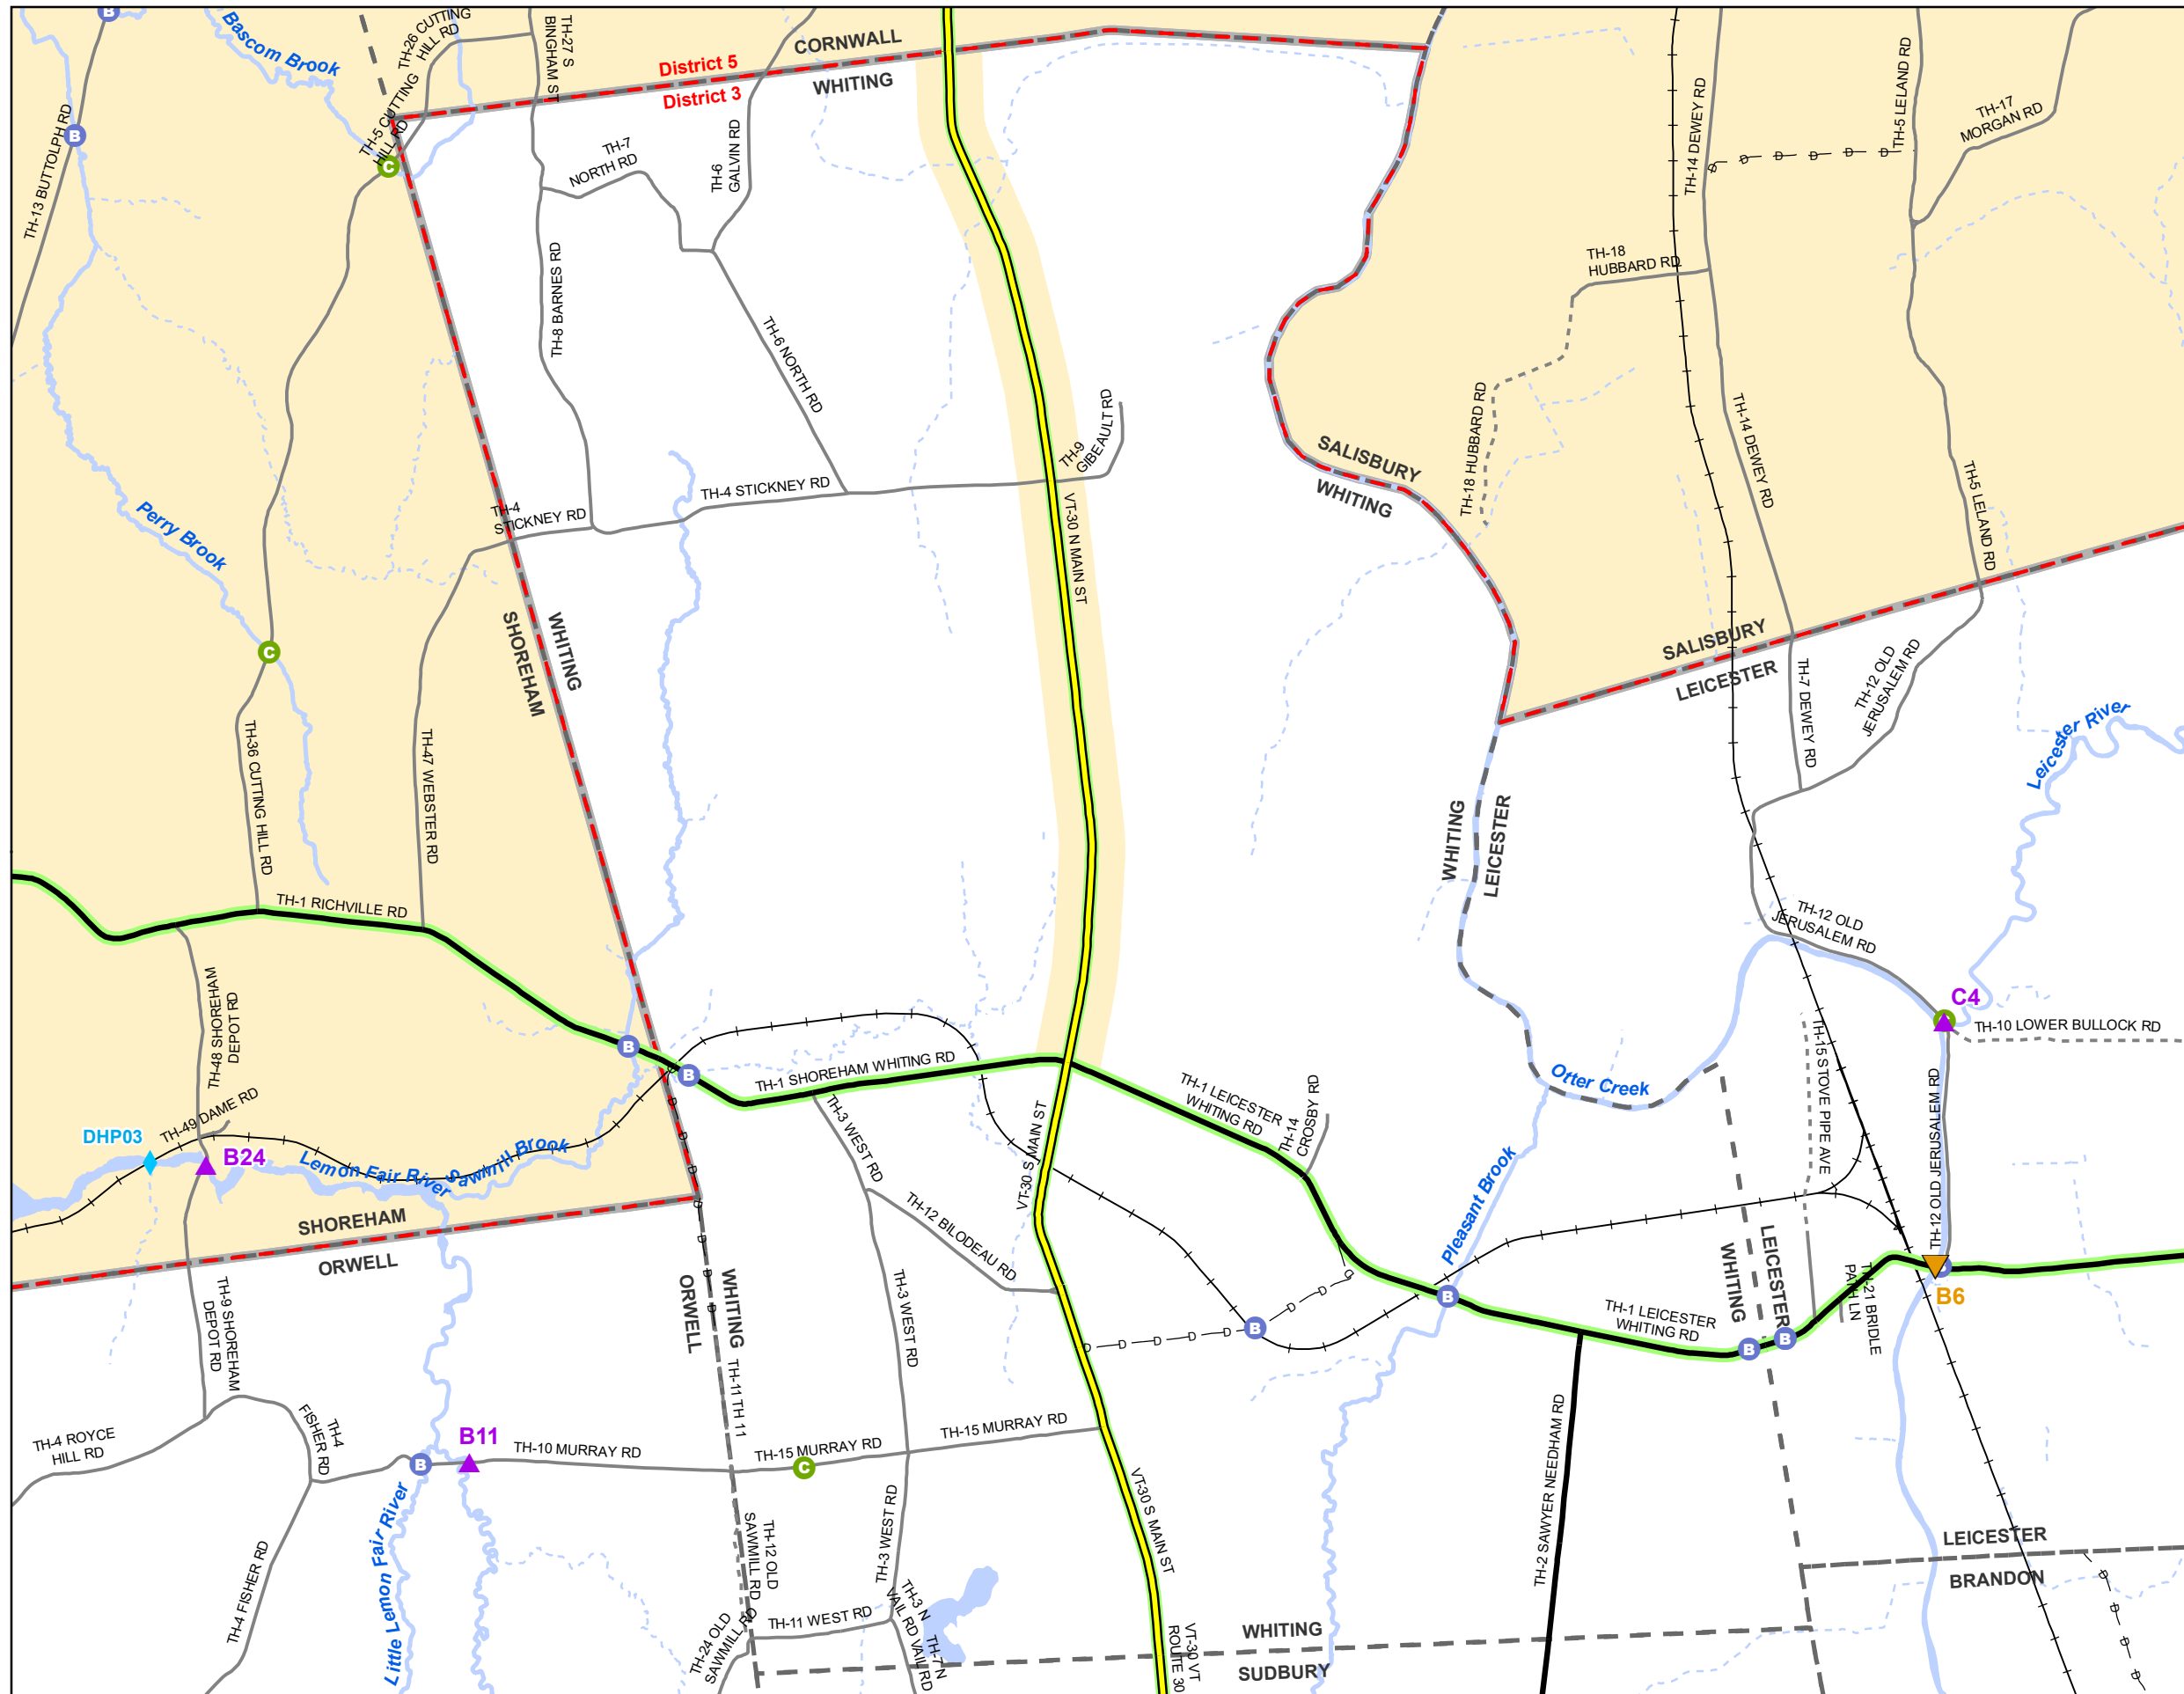 B
Bascom Brook
TH-26 CUTTING
HILL RD
TH-27 S
BINGHAM ST
District 5
District 3
CORNWALL
WHITING
TH-13 BUTTOLPH RD
B
TH-5 CUTTING
HILL RD
C
TH-7
NORTH RD
TH-6
GALVIN RD
TH-14 DEWEY RD
TH-5 LELAND RD
TH-17
MORGAN RD
D D D D D D
TH-18
HUBBARD RD
TH-8 BARNES RD
TH-6 NORTH RD
TH-9
GIBEAULT RD
TH-18 HUBBARD RD
TH-14 DEWEY RD
SALISBURY
WHITING
TH-5 LELAND RD
Perry Brook
TH-4
STICKNEY RD
TH-4 STICKNEY RD
VT-30 N MAIN ST
SHOREHAM
WHITING
C
SALISBURY
LEICESTER
TH-7 DEWEY RD
TH-12 OLD
JERUSALEM RD
Leicester River
TH-36 CUTTING HILL RD
TH-47 WEBSTER RD
WHITING
LEICESTER
TH-1 RICHVILLE RD
TH-12 OLD
JERUSALEM RD
TH-48 SHOREHAM
DEPOT RD
C4
TH-10 LOWER BULLOCK RD
B
B
TH-1 SHOREHAM WHITING RD
TH-1 LEICESTER
WHITING RD
TH-14
CROSBY RD
Otter Creek
TH-15 STOVE PIPE AVE
TH-12 OLD JERUSALEM RD
DHP03
TH-49 DAME RD
B24
Lemon Fair River
Sawmill Brook
TH-3 WEST RD
VT-30 S MAIN ST
TH-12 BILODEAU RD
Pleasant Brook
SHOREHAM
ORWELL
D D D D D D D D
ORWELL
WHITING
WHITING
LEICESTER
B6
TH-21 BRIDLE
PATH LN
TH-9 SHOREHAM
DEPOT RD
TH-3 WEST RD
D D D D D B D D
B
TH-1 LEICESTER
WHITING RD
B
B
TH-11 TH 11
TH-4 ROYCE
HILL RD
TH-4
FISHER RD
B
B11
TH-10 MURRAY RD
TH-15 MURRAY RD
C
TH-15 MURRAY RD
VT-30 S MAIN ST
TH-2 SAWYER NEEDHAM RD
Little Lemon Fair River
TH-4 FISHER RD
TH-12 OLD
SAWMILL RD
TH-3 WEST RD
TH-24 OLD
SAWMILL RD
TH-11 WEST RD
TH-3 N
VAIL RD
TH-7 N
VAIL RD
VT-30 VT
ROUTE 30
WHITING
SUDBURY
LEICESTER
BRANDON
D D D D